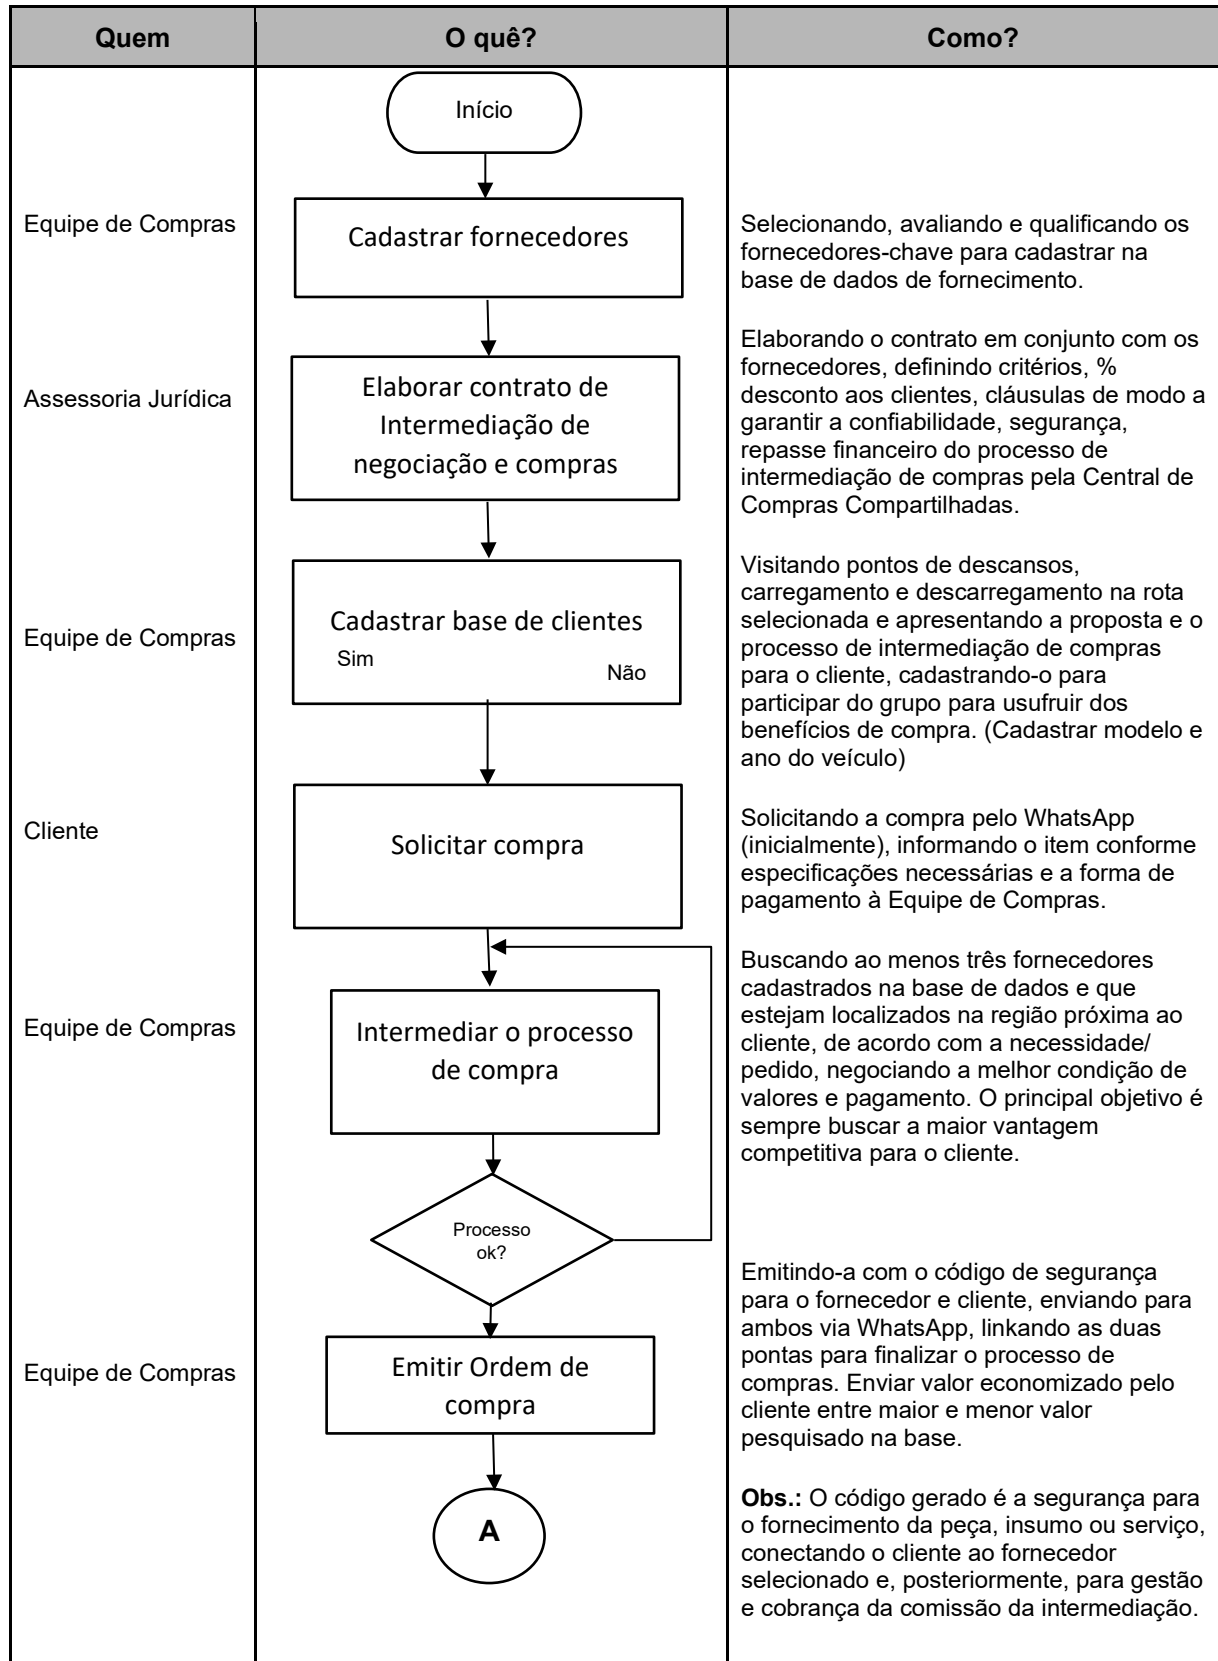 Quem
O quê?
Como?
Início
Equipe de Compras
Cadastrar fornecedores
Selecionando, avaliando e qualificando os
fornecedores-chave para cadastrar na
base de dados de fornecimento.
Assessoria Jurídica
Elaborar contrato de
Intermediação de
negociação e compras
Elaborando o contrato em conjunto com os
fornecedores, definindo critérios, %
desconto aos clientes, cláusulas de modo a
garantir a confiabilidade, segurança,
repasse financeiro do processo de
intermediação de compras pela Central de
Compras Compartilhadas.
Equipe de Compras
Cadastrar base de clientes
Sim
Não
Visitando pontos de descansos,
carregamento e descarregamento na rota
selecionada e apresentando a proposta e o
processo de intermediação de compras
para o cliente, cadastrando-o para
participar do grupo para usufruir dos
benefícios de compra. (Cadastrar modelo e
ano do veículo)
Cliente
Solicitar compra
Solicitando a compra pelo WhatsApp
(inicialmente), informando o item conforme
especificações necessárias e a forma de
pagamento à Equipe de Compras.
Equipe de Compras
Intermediar o processo
de compra
Buscando ao menos três fornecedores
cadastrados na base de dados e que
estejam localizados na região próxima ao
cliente, de acordo com a necessidade/
pedido, negociando a melhor condição de
valores e pagamento. O principal objetivo é
sempre buscar a maior vantagem
competitiva para o cliente.
Processo
ok?
Equipe de Compras
Emitir Ordem de
compra
Emitindo-a com o código de segurança
para o fornecedor e cliente, enviando para
ambos via WhatsApp, linkando as duas
pontas para finalizar o processo de
compras. Enviar valor economizado pelo
cliente entre maior e menor valor
pesquisado na base.
A
Obs.: O código gerado é a segurança para
o fornecimento da peça, insumo ou serviço,
conectando o cliente ao fornecedor
selecionado e, posteriormente, para gestão
e cobrança da comissão da intermediação.